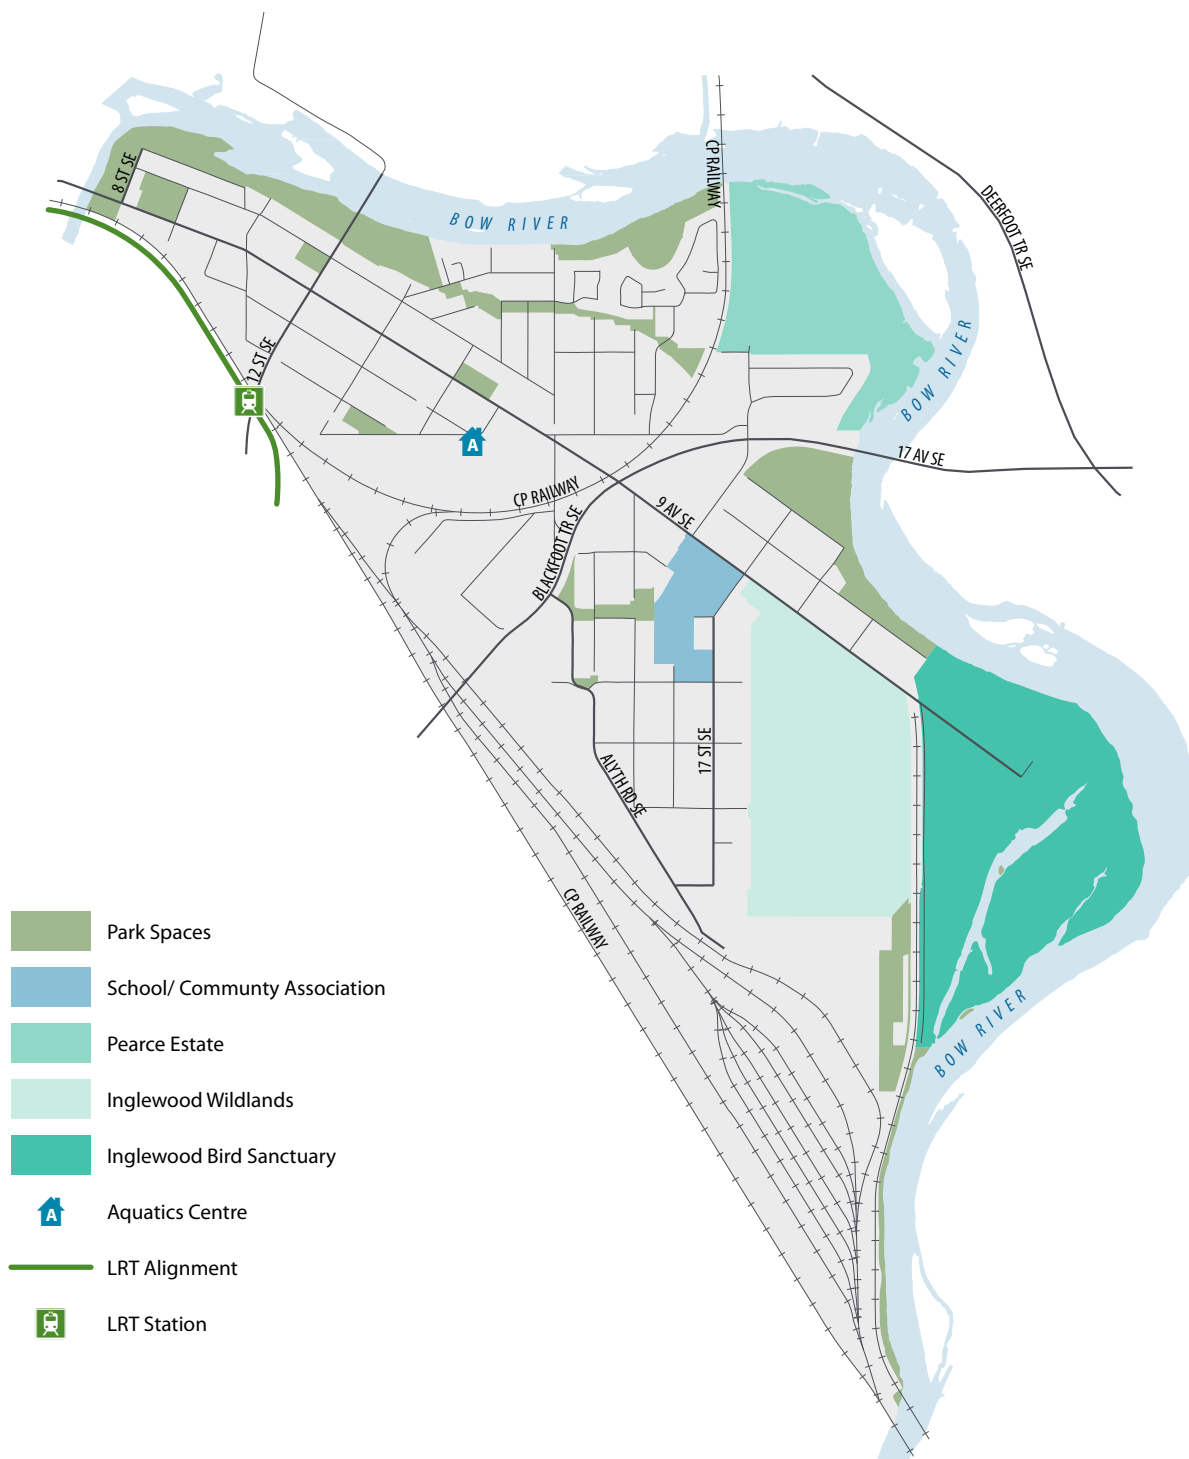 8 ST SE
BOW RIVER
CP RAILWAY
DEERFOOT TR SE
12 ST SE
BOW RIVER
A
17 AV SE
CP RAILWAY
9 AV SE
BLACKFOOT TR SE
17 ST SE
ALYTH RD SE
CP RAILWAY
BOW RIVER
Park Spaces
School/ Communty Association
Pearce Estate
Inglewood Wildlands
Inglewood Bird Sanctuary
A
Aquatics Centre
LRT Alignment
LRT Station